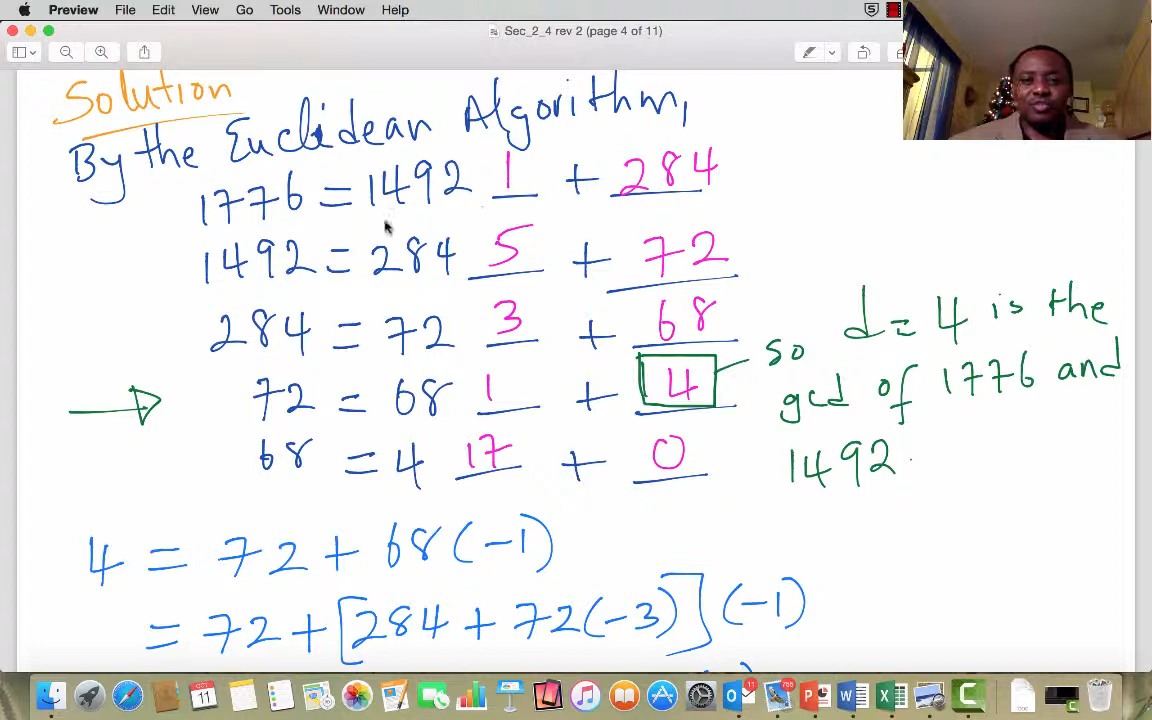 Preview File Edit View Go Tools Window Help
Sec_2_4 rev 2 (page 4 of 11)
Solution
By the Euclidean Algorithm,
1776 = 1492 1 + 284
1492 = 284 5 + 72
284 = 72 3 + 68
72 = 68 1 + 4
68 = 4 17 + 0
so d = 4 is the
gcd of 1776 and
1492
4 = 72 + 68(-1)
= 72 + [284 + 72(-3)](-1)